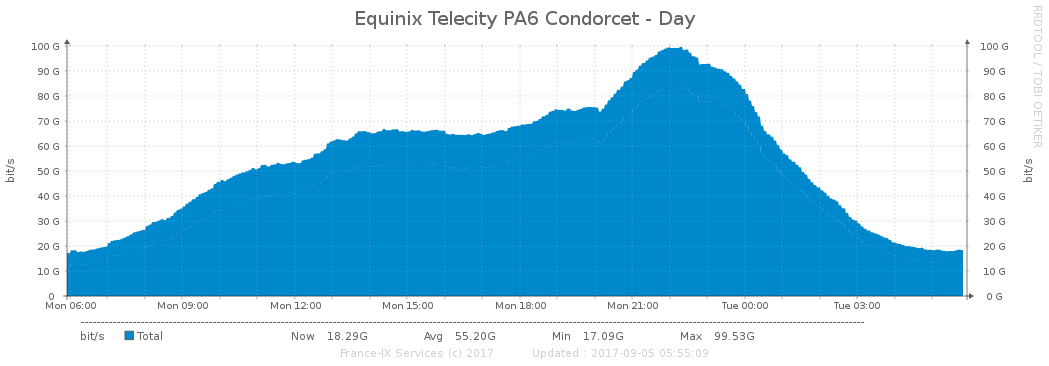 Equinix Telecity PA6 Condorcet - Day
RRDTOOL / TOBI OETIKER
bit/s
bit/s
100 G 100 G
90 G 90 G
80 G 80 G
70 G 70 G
60 G 60 G
50 G 50 G
40 G 40 G
30 G 30 G
20 G 20 G
10 G 10 G
0 0 G
Mon 06:00 Mon 09:00 Mon 12:00 Mon 15:00 Mon 18:00 Mon 21:00 Tue 00:00 Tue 03:00
bit/s Total Now 18.29G Avg 55.20G Min 17.09G Max 99.53G
France-IX Services (c) 2017 Updated : 2017-09-05 05:55:09